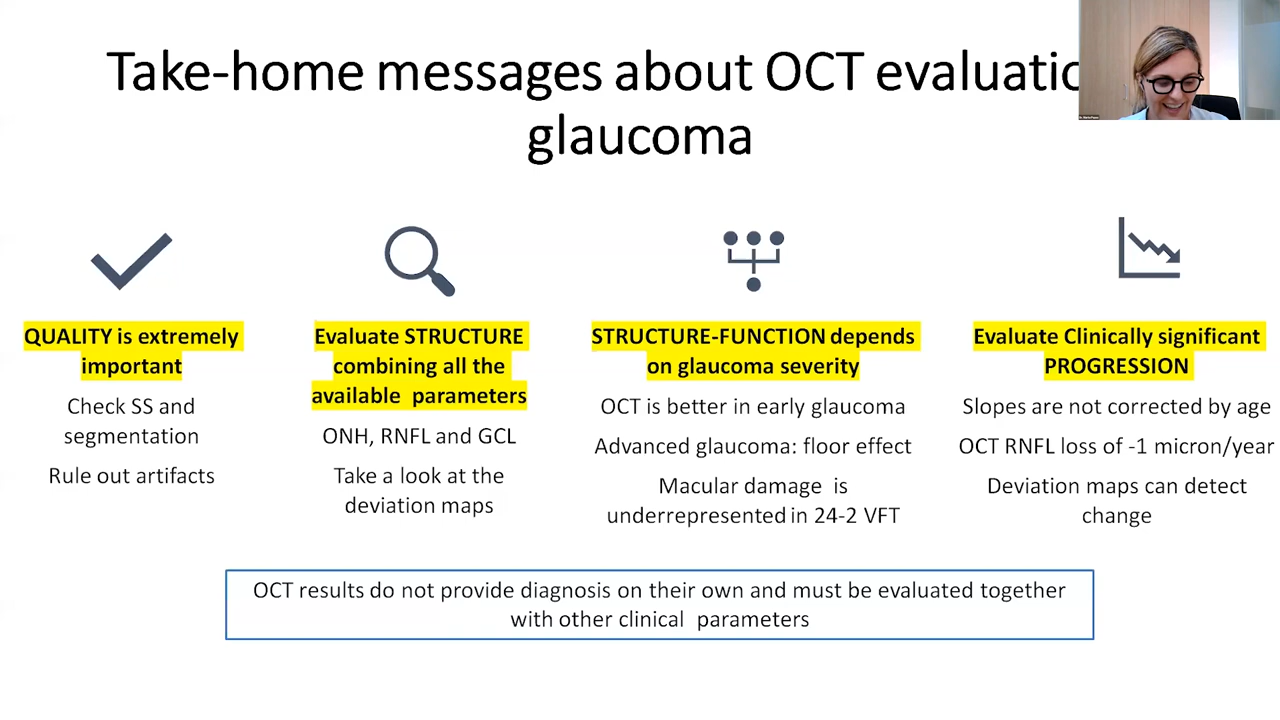 Take-home messages about OCT
glaucoma
QUALITY is extremely
important
Check SS and
segmentation
Rule out artifacts
Evaluate STRUCTURE
combining all the
available parameters
ONH, RNFL and GCL
Take a look at the
deviation maps
STRUCTURE-FUNCTION depends
on glaucoma severity
OCT is better in early glaucoma
Advanced glaucoma: floor effect
Macular damage is
underrepresented in 24-2 VFT
Evaluate Clinically significant
PROGRESSION
Slopes are not corrected by age
OCT RNFL loss of -1 micron/year
Deviation maps can detect
change
OCT results do not provide diagnosis on their own and must be evaluated together
with other clinical parameters